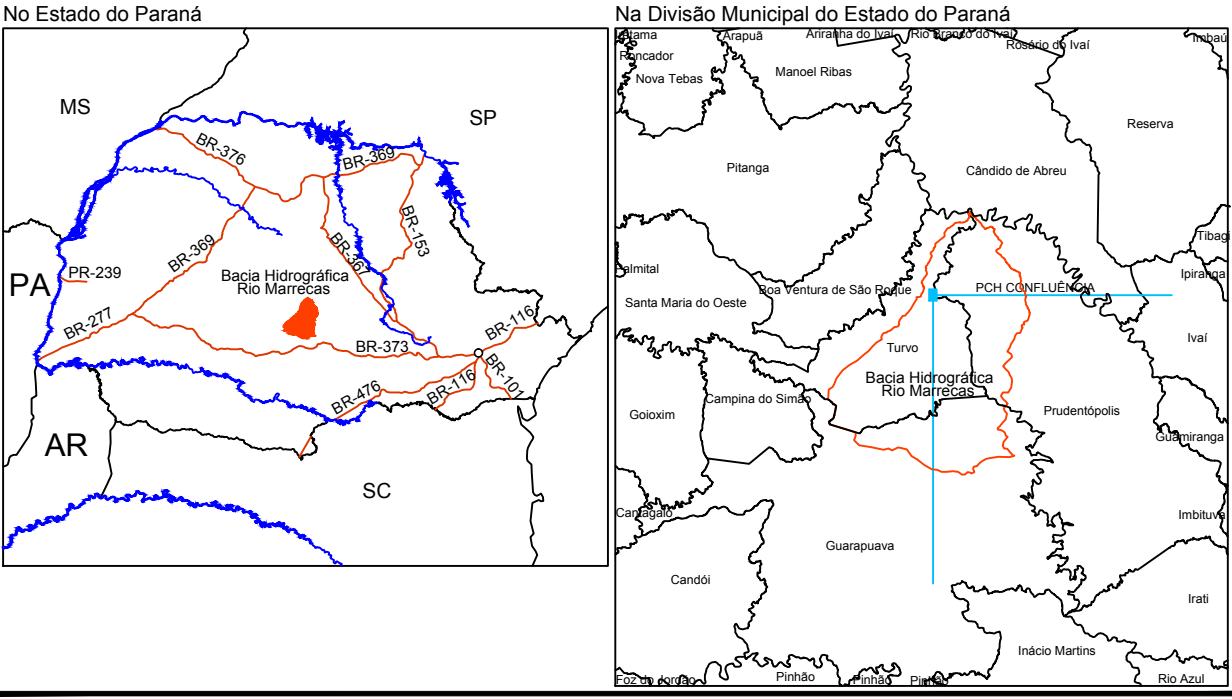 No Estado do Paraná
MS
SP
BR-376
BR-369
BR-153
BR-369
BR-367
PR-239
PA
Bacia Hidrográfica
Rio Marrecas
BR-277
BR-373
BR-116
BR-101
BR-476
BR-116
AR
SC
Na Divisão Municipal do Estado do Paraná
Arapuã
Ariranha do Ivaí
Rio Branco do Ivaí
Rosário do Ivaí
Imbaú
Roncador
Nova Tebas
Manoel Ribas
Reserva
Pitanga
Cândido de Abreu
Tibagi
Palmital
Ipiranga
Santa Maria do Oeste
Boa Ventura de São Roque
PCH CONFLUÊNCIA
Ivaí
Turvo
Bacia Hidrográfica
Rio Marrecas
Goioxim
Campina do Simão
Prudentópolis
Guamiranga
Cantagalo
Imbituva
Guarapuava
Candói
Irati
Inácio Martins
Foz do Jordão
Pinhão
Pinhão
Pinhão
Rio Azul